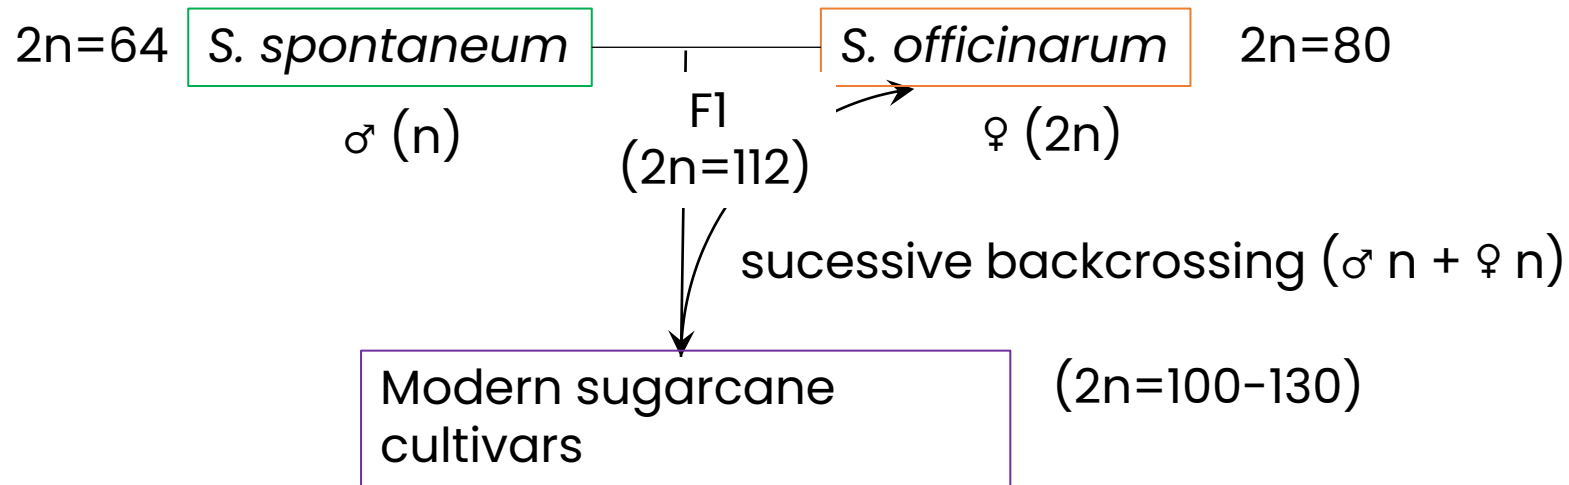 2n=64 S. spontaneum S. officinarum 2n=80
♂ (n)
F1
(2n=112)
♀ (2n)
sucessive backcrossing (♂ n + ♀ n)
Modern sugarcane
cultivars
(2n=100-130)